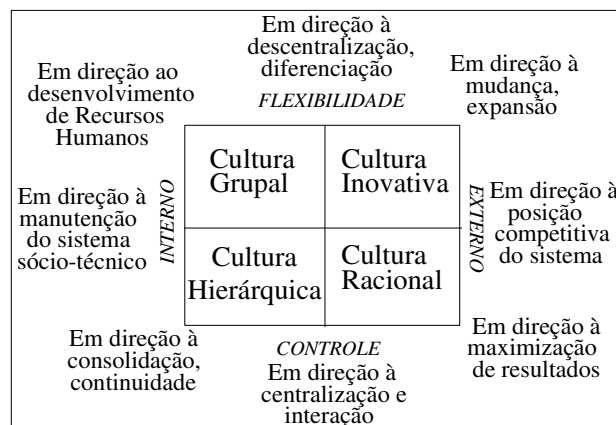 Em direção à
descentralização,
diferenciação
FLEXIBILIDADE
Em direção ao
desenvolvimento
de Recursos
Humanos
Em direção à
mudança,
expansão
Cultura
Grupal
Cultura
Inovativa
Em direção à
manutenção
do sistema
sócio-técnico
INTERNO
EXTERNO
Em direção à
posição
competitiva
do sistema
Cultura
Hierárquica
Cultura
Racional
Em direção à
consolidação,
continuidade
CONTROLE
Em direção à
centralização e
interação
Em direção à
maximização
de resultados